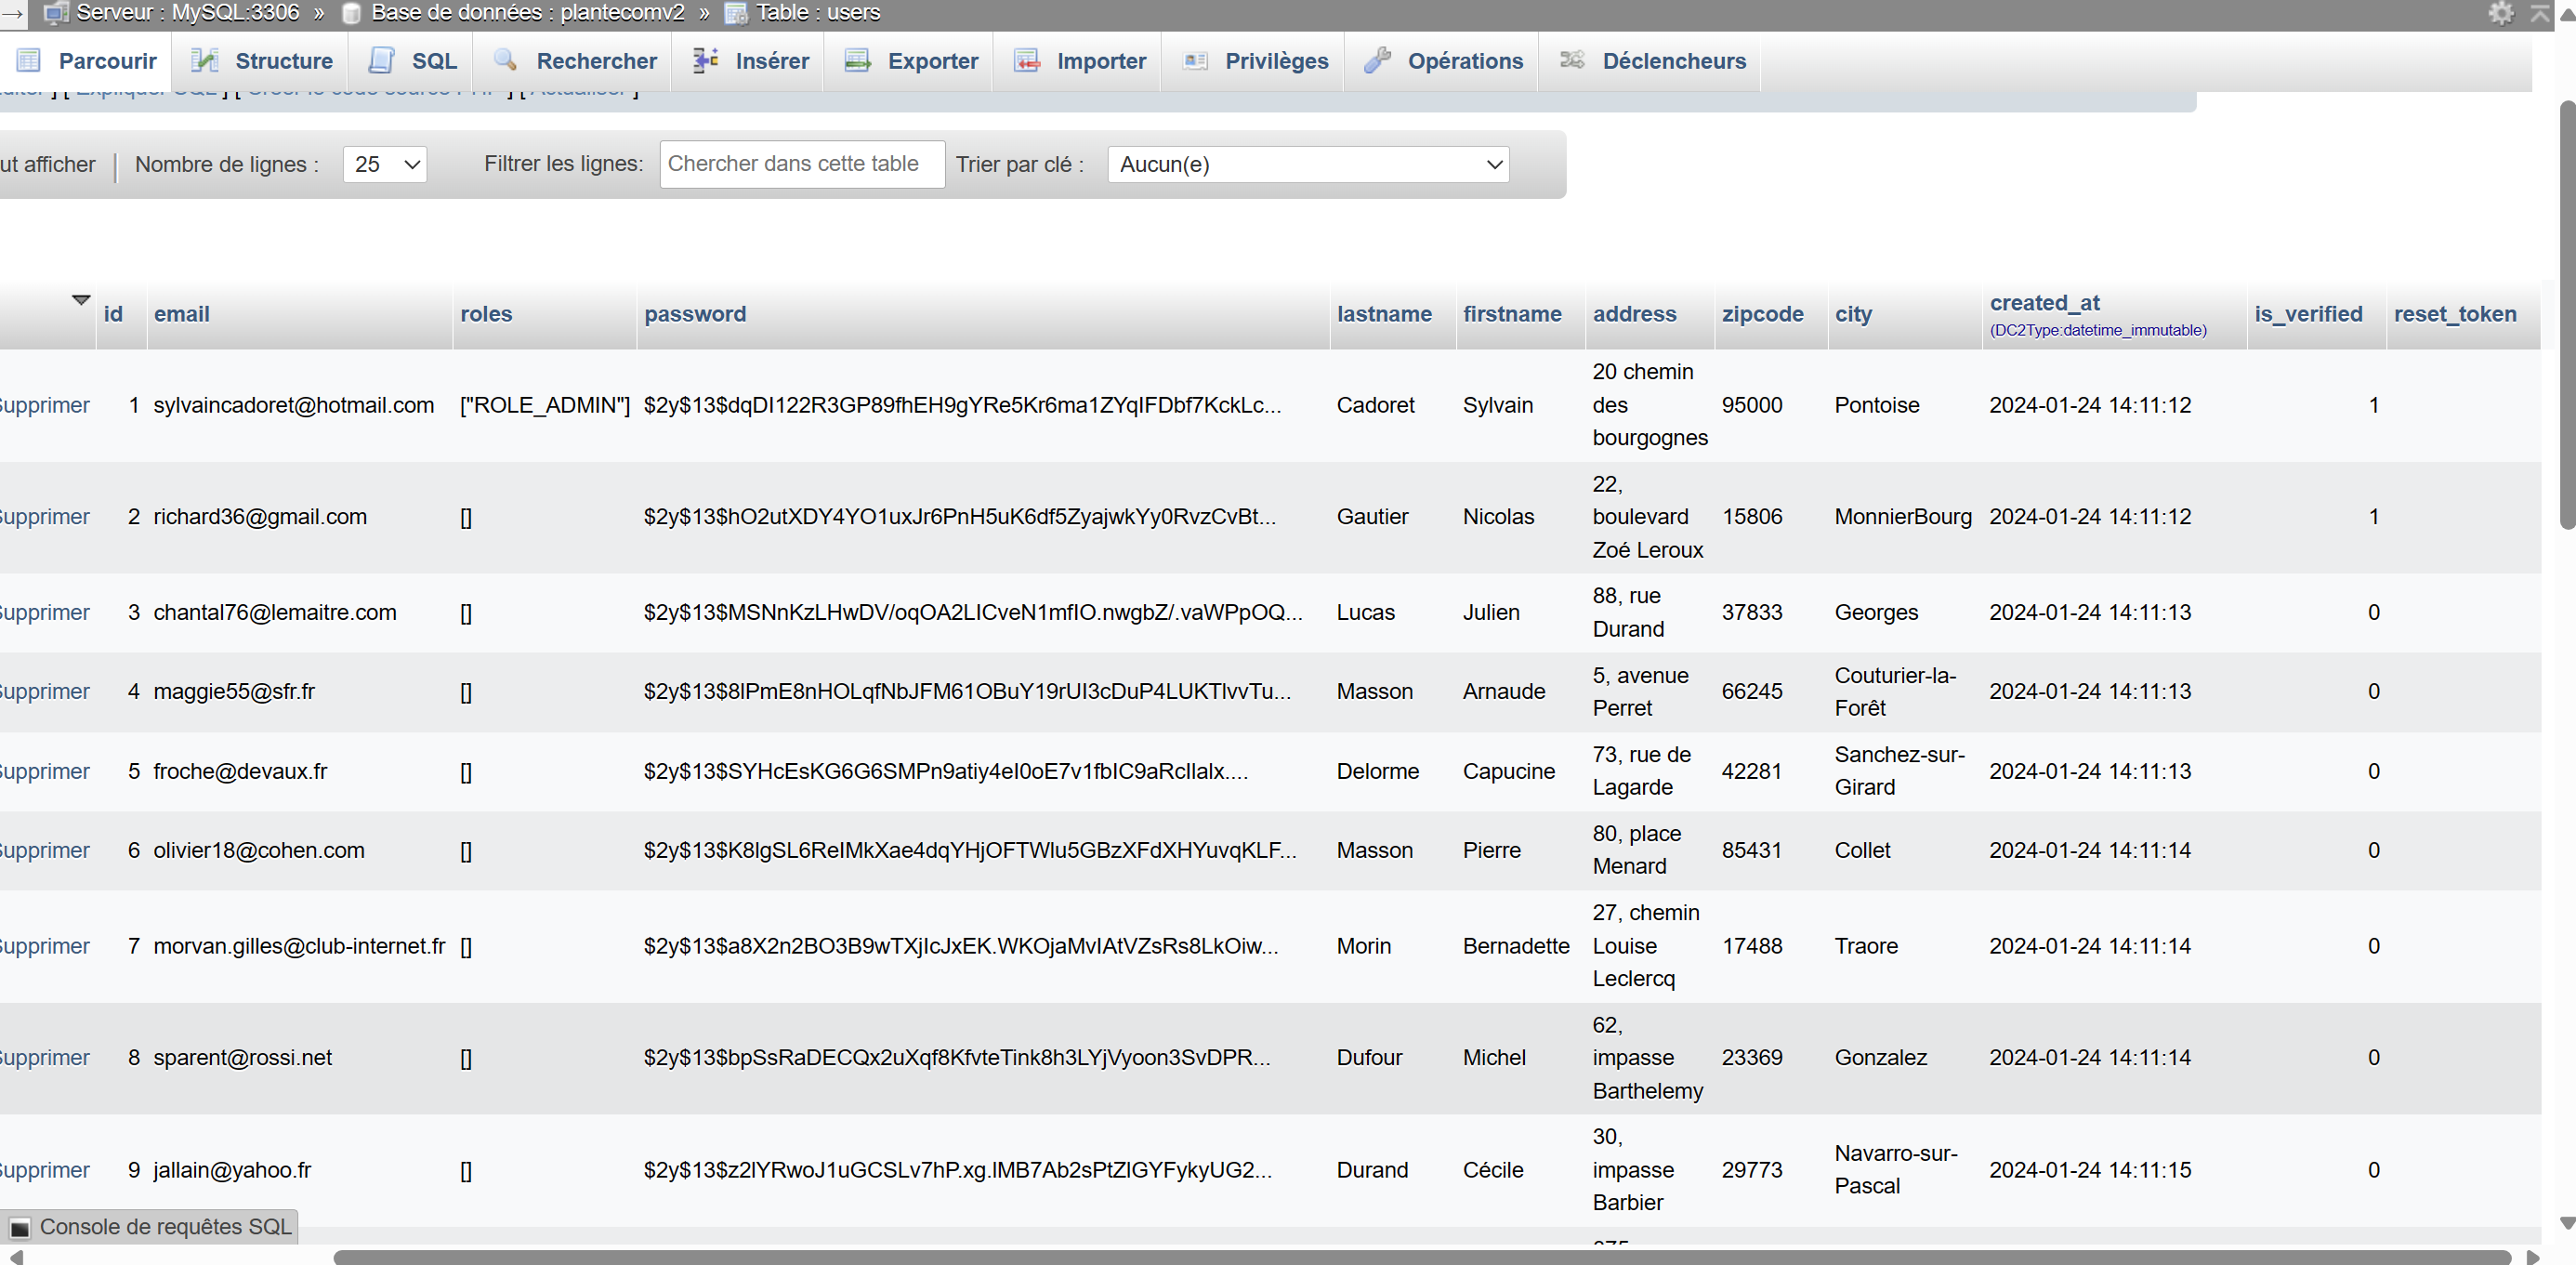 Serveur : MySQL:3306 » Base de données : plantecomv2 » Table : users
Parcourir Structure SQL Rechercher Insérer Exporter Importer Privilèges Opérations Déclencheurs
ut afficher | Nombre de lignes : 25 Filtrer les lignes: Chercher dans cette table Trier par clé : Aucun(e)
id email roles password lastname firstname address zipcode city created_at is_verified reset_token
(DC2Type:datetime_immutable)
20 chemin
Supprimer 1 sylvaincadoret@hotmail.com ["ROLE_ADMIN"] $2y$13$dqDI122R3GP89fhEH9gYRe5Kr6ma1ZYqIFDbf7KckLc... Cadoret Sylvain des 95000 Pontoise 2024-01-24 14:11:12 1
bourgognes
22,
Supprimer 2 richard36@gmail.com [] $2y$13$hO2utXDY4YO1uxJr6PnH5uK6df5ZyajwkYy0RvzCvBt... Gautier Nicolas boulevard 15806 MonnierBourg 2024-01-24 14:11:12 1
Zoé Leroux
88, rue
Supprimer 3 chantal76@lemaitre.com [] $2y$13$MSNnKzLHwDV/oqOA2LICveN1mfIO.nwgbZ/.vaWPpOQ... Lucas Julien 37833 Georges 2024-01-24 14:11:13 0
Durand
5, avenue Couturier-la-
Supprimer 4 maggie55@sfr.fr [] $2y$13$8lPmE8nHOLqfNbJFM61OBuY19rUI3cDuP4LUKTlvvTu... Masson Arnaude 66245 2024-01-24 14:11:13 0
Perret Forêt
73, rue de Sanchez-sur-
Supprimer 5 froche@devaux.fr [] $2y$13$SYHcEsKG6G6SMPn9atiy4eI0oE7v1fbIC9aRclIalx.... Delorme Capucine 42281 2024-01-24 14:11:13 0
Lagarde Girard
80, place
Supprimer 6 olivier18@cohen.com [] $2y$13$K8lgSL6ReIMkXae4dqYHjOFTWlu5GBzXFdXHYuvqKLF... Masson Pierre 85431 Collet 2024-01-24 14:11:14 0
Menard
27, chemin
Supprimer 7 morvan.gilles@club-internet.fr [] $2y$13$a8X2n2BO3B9wTXjIcJxEK.WKOjaMvIAtVZsRs8LkOiw... Morin Bernadette Louise 17488 Traore 2024-01-24 14:11:14 0
Leclercq
62,
Supprimer 8 sparent@rossi.net [] $2y$13$bpSsRaDECQx2uXqf8KfvteTink8h3LYjVyoon3SvDPR... Dufour Michel impasse 23369 Gonzalez 2024-01-24 14:11:14 0
Barthelemy
30,
Supprimer 9 jallain@yahoo.fr [] $2y$13$z2lYRwoJ1uGCSLv7hP.xg.lMB7Ab2sPtZlGYFykyUG2... Durand Cécile impasse 29773 Navarro-sur- 2024-01-24 14:11:15 0
Barbier Pascal
Console de requêtes SQL